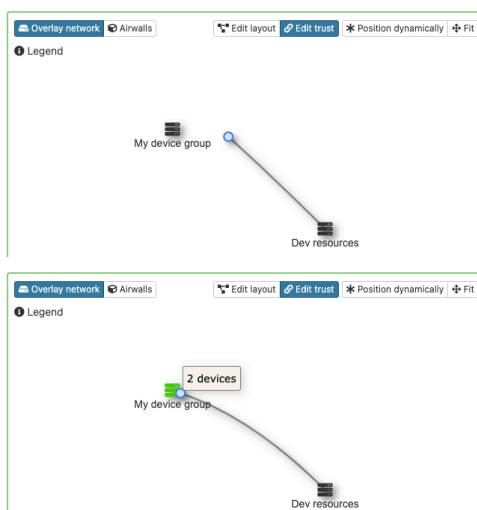 Overlay network Airwalls Edit layout Edit trust Position dynamically Fit
Legend
My device group
Dev resources
Overlay network Airwalls Edit layout Edit trust Position dynamically Fit
Legend
2 devices
My device group
Dev resources